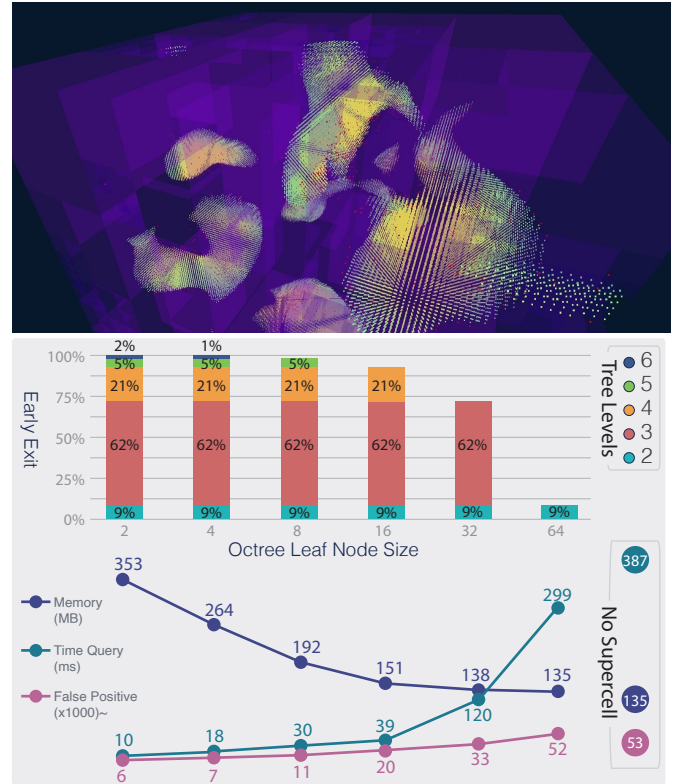 2% 1%
100%
5% 5% 5%
21% 21% 21% 21%
75%
62% 62% 62% 62% 62%
50%
25%
9% 9% 9% 9% 9% 9%
0%
Early Exit
2 4 8 16 32 64
Octree Leaf Node Size
Tree Levels
6
5
4
3
2
Memory
(MB)
Time Query
(ms)
False Positive
(x1000)~
353 264 192 151 138 135
10 18 30 39 120 299
6 7 11 20 33 52
No Supercell
387
135
53